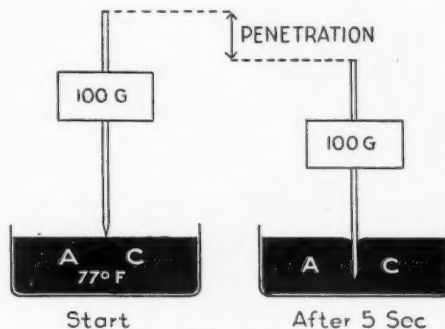 PENETRATION
100 G
100 G
A C
77° F
A C
Start
After 5 Sec